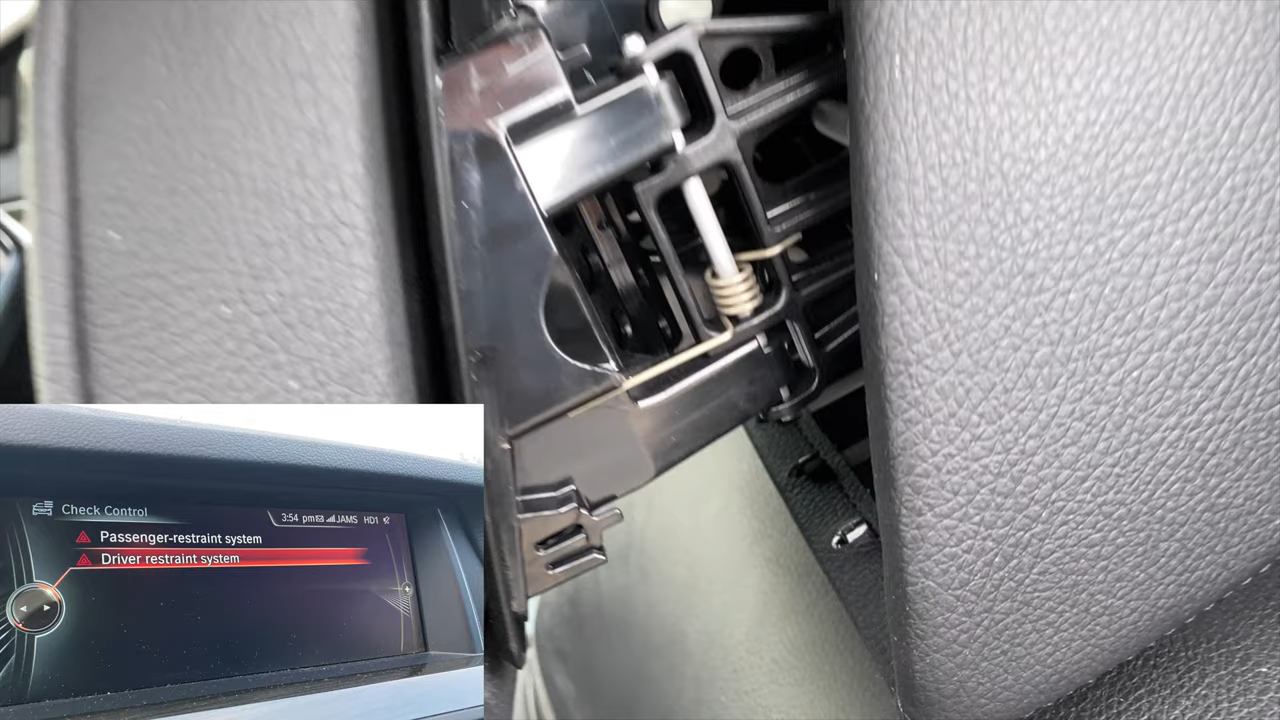 Check Control
3:54 pm JAMS HD1
Passenger-restraint system
Driver restraint system